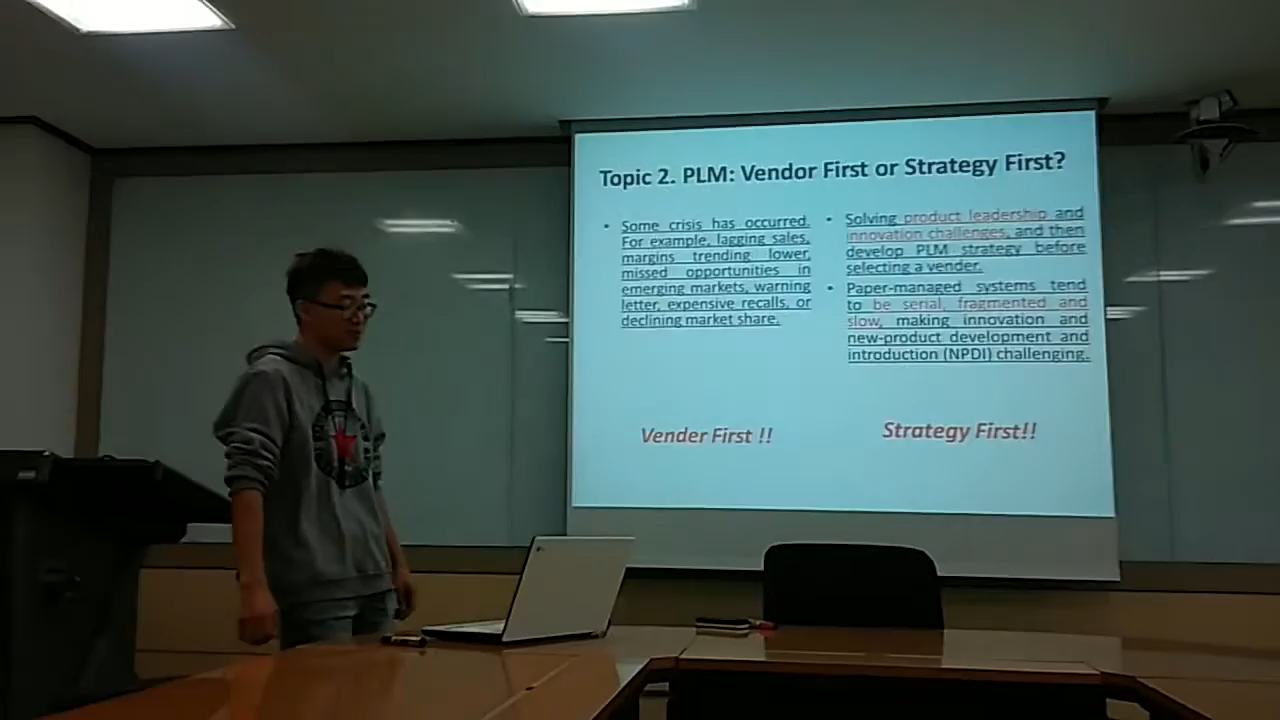 Topic 2. PLM: Vendor First or Strategy First?
• Some crisis has occurred.
For example, lagging sales,
margins trending lower,
missed opportunities in
emerging markets, warning
letter, expensive recalls, or
declining market share.
Vender First !!
• Solving product leadership and
innovation challenges, and then
develop PLM strategy before
selecting a vender.
• Paper-managed systems tend
to be serial, fragmented and
slow, making innovation and
new-product development and
introduction (NPDI) challenging.
Strategy First!!